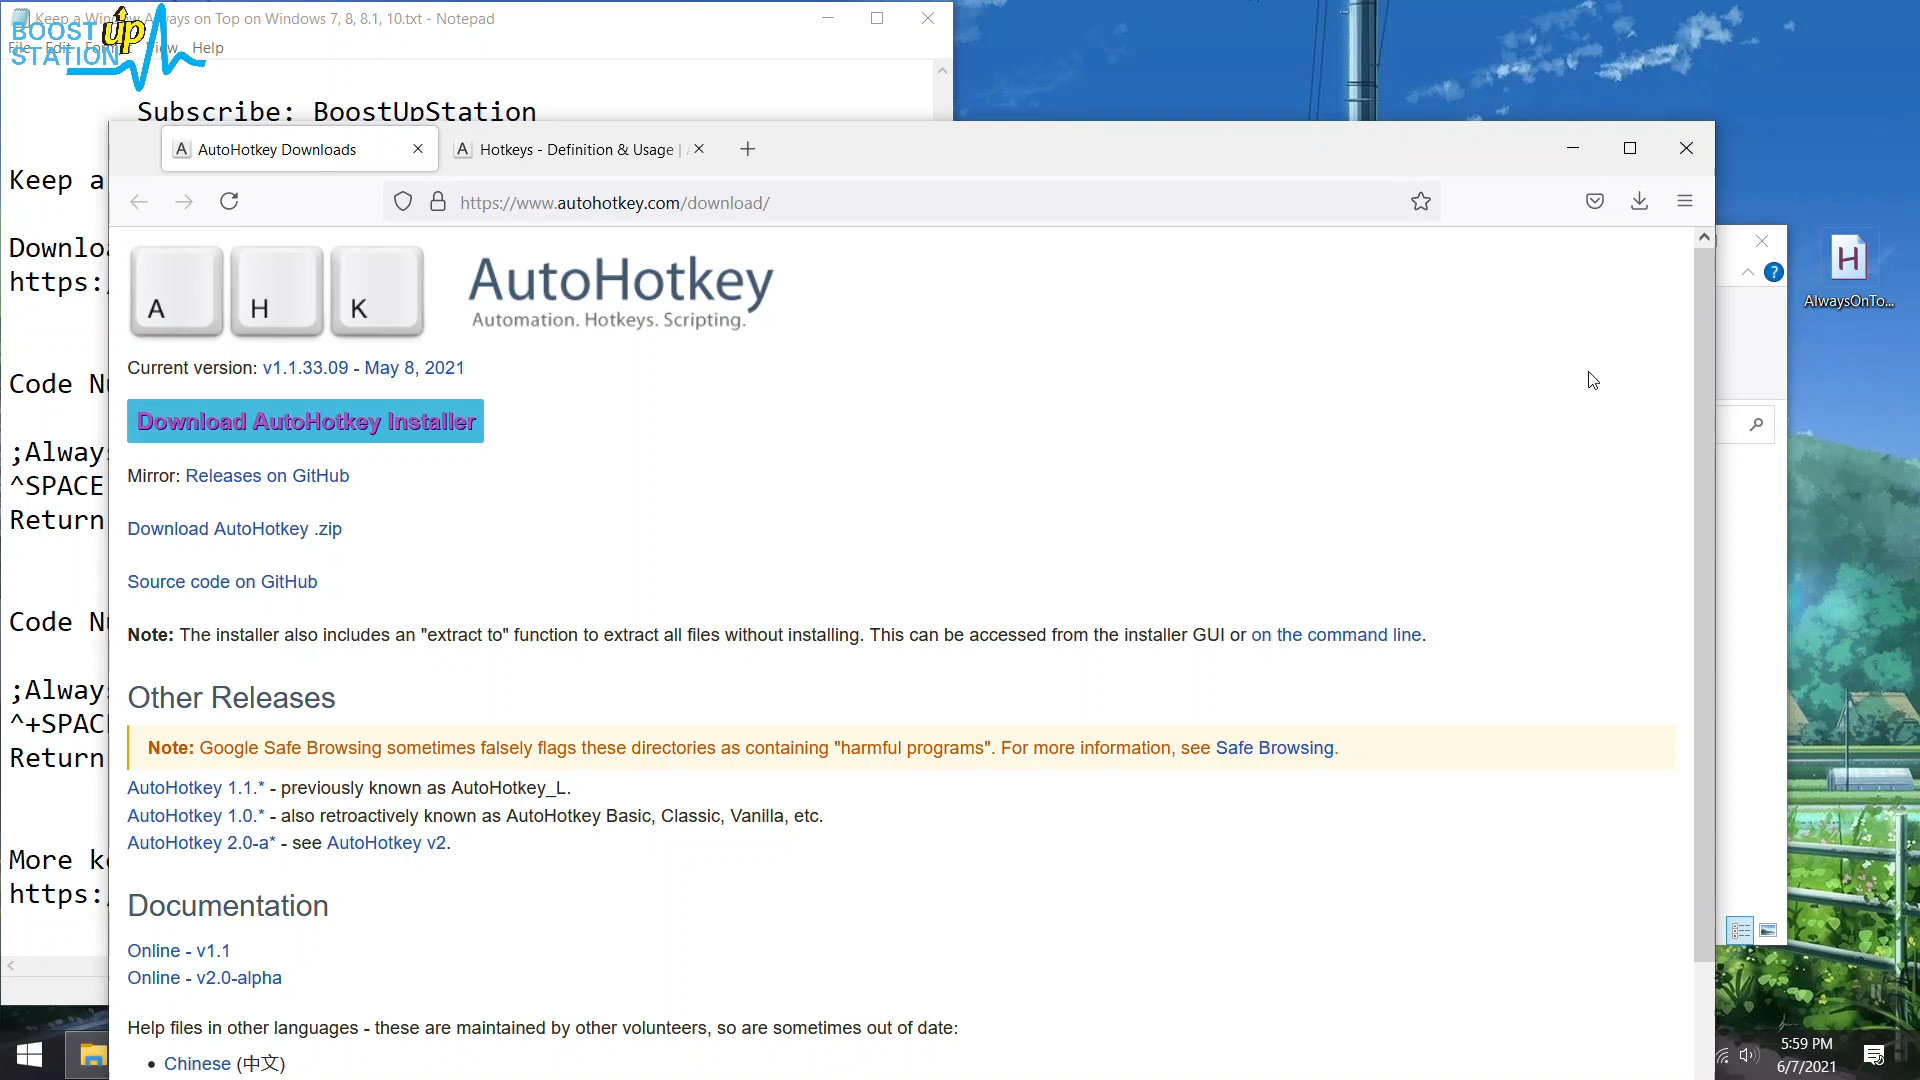 Keep a Window Always on Top on Windows 7, 8, 8.1, 10.txt - Notepad
File Edit Format View Help
BOOST up
STATION
Subscribe: BoostUpStation
AutoHotkey Downloads
Hotkeys - Definition & Usage |
https://www.autohotkey.com/download/
Keep a
Downlo
https:
Code N
;Alway
^SPACE
Return
Code N
;Alway
^+SPAC
Return
More k
https:
A H K
AutoHotkey
Automation. Hotkeys. Scripting.
Current version: v1.1.33.09 - May 8, 2021
Download AutoHotkey Installer
Mirror: Releases on GitHub
Download AutoHotkey .zip
Source code on GitHub
Note: The installer also includes an "extract to" function to extract all files without installing. This can be accessed from the installer GUI or on the command line.
Other Releases
Note: Google Safe Browsing sometimes falsely flags these directories as containing "harmful programs". For more information, see Safe Browsing.
AutoHotkey 1.1.* - previously known as AutoHotkey_L.
AutoHotkey 1.0.* - also retroactively known as AutoHotkey Basic, Classic, Vanilla, etc.
AutoHotkey 2.0-a* - see AutoHotkey v2.
Documentation
Online - v1.1
Online - v2.0-alpha
Help files in other languages - these are maintained by other volunteers, so are sometimes out of date:
• Chinese (中文)
H
AlwaysOnTo...
5:59 PM
6/7/2021